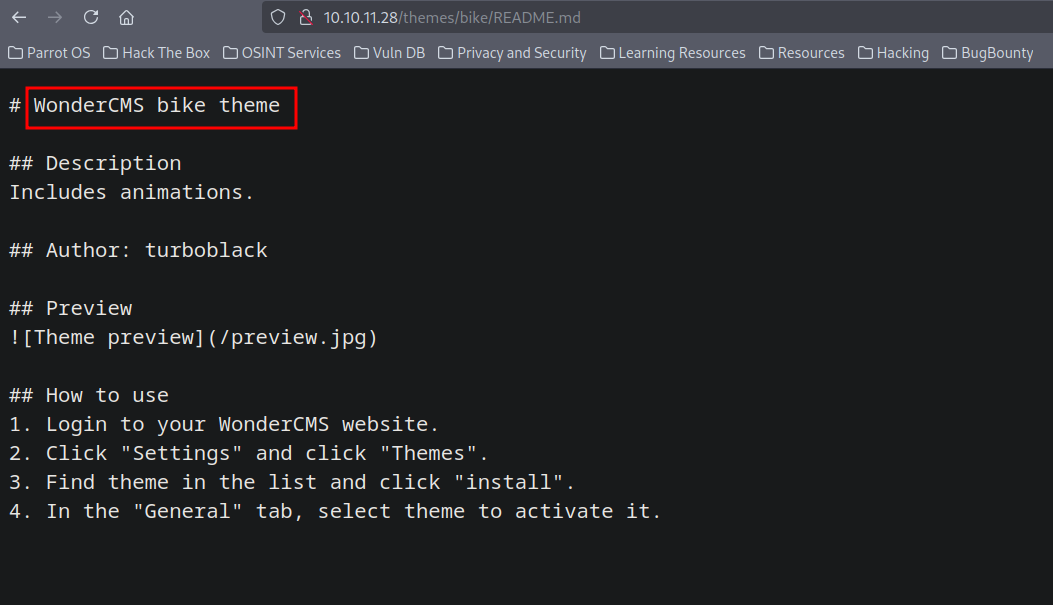 10.10.11.28/themes/bike/README.md
Parrot OS Hack The Box OSINT Services Vuln DB Privacy and Security Learning Resources Resources Hacking BugBounty
# WonderCMS bike theme
## Description
Includes animations.
## Author: turboblack
## Preview
![Theme preview](/preview.jpg)
## How to use
1. Login to your WonderCMS website.
2. Click "Settings" and click "Themes".
3. Find theme in the list and click "install".
4. In the "General" tab, select theme to activate it.